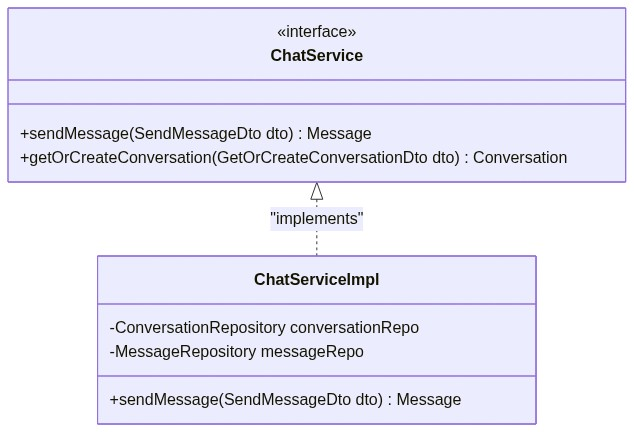 «interface»
ChatService
+sendMessage(SendMessageDto dto) : Message
+getOrCreateConversation(GetOrCreateConversationDto dto) : Conversation
"implements"
ChatServiceImpl
-ConversationRepository conversationRepo
-MessageRepository messageRepo
+sendMessage(SendMessageDto dto) : Message